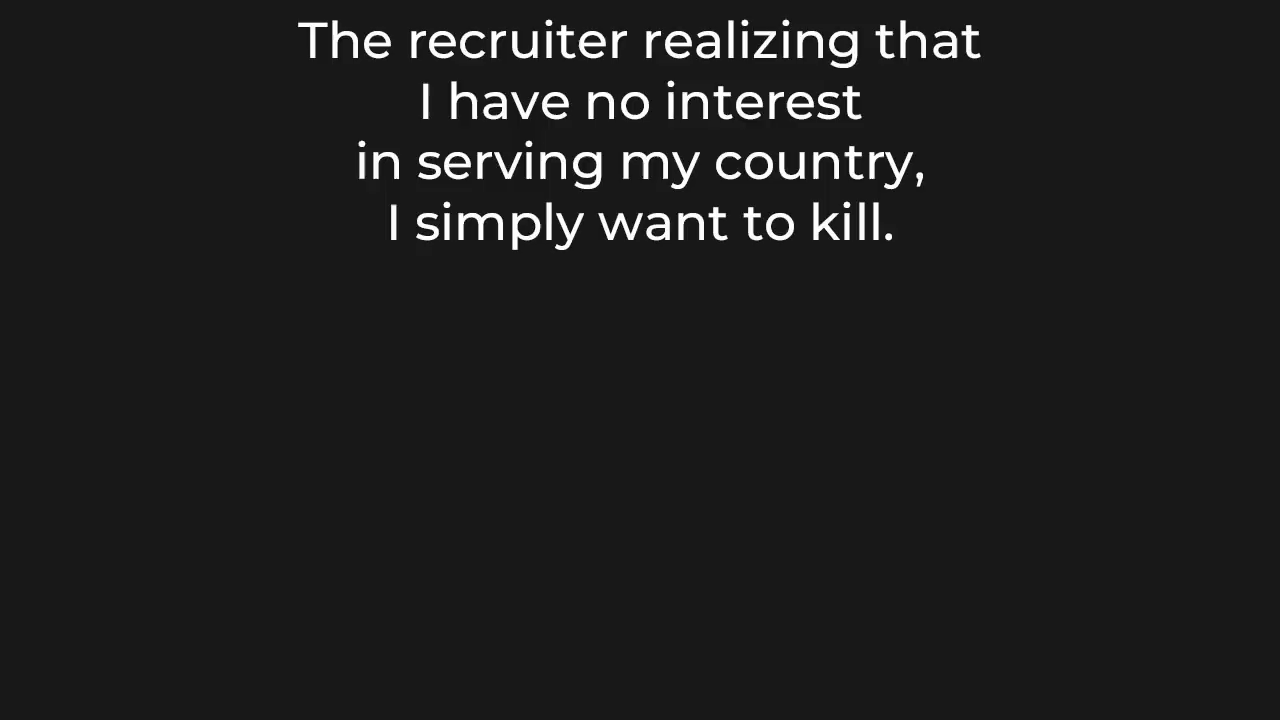 The recruiter realizing that
I have no interest
in serving my country,
I simply want to kill.